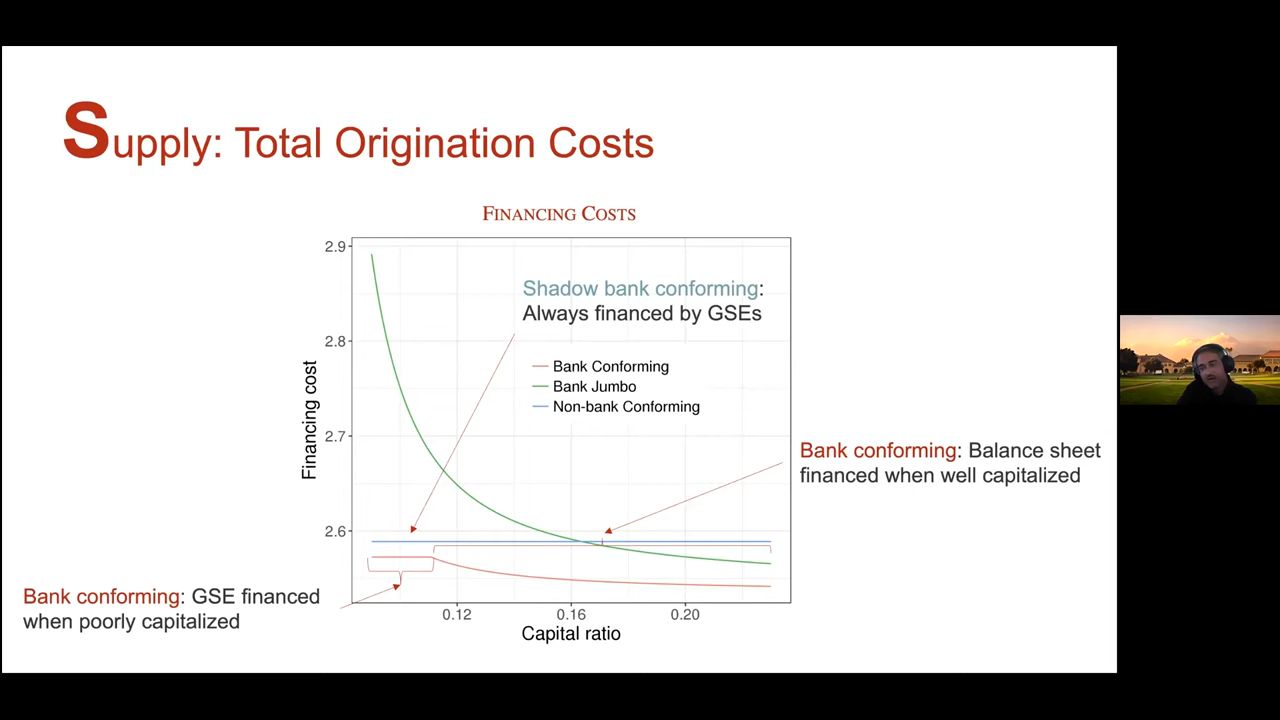 Supply: Total Origination Costs
FINANCING COSTS
2.9
2.8
2.7
2.6
Financing cost
Shadow bank conforming:
Always financed by GSEs
Bank Conforming
Bank Jumbo
Non-bank Conforming
Bank conforming: Balance sheet
financed when well capitalized
Bank conforming: GSE financed
when poorly capitalized
0.12
0.16
0.20
Capital ratio